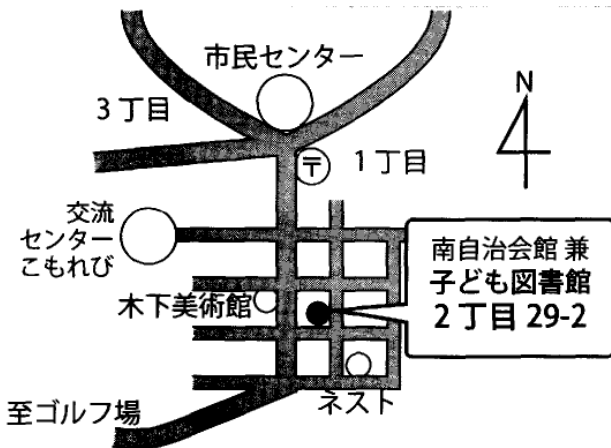 市民センター
N
3丁目
〒
1丁目
交流
センター
こもれび
南自治会館 兼
子ども図書館
2丁目 29-2
木下美術館
ネスト
至ゴルフ場